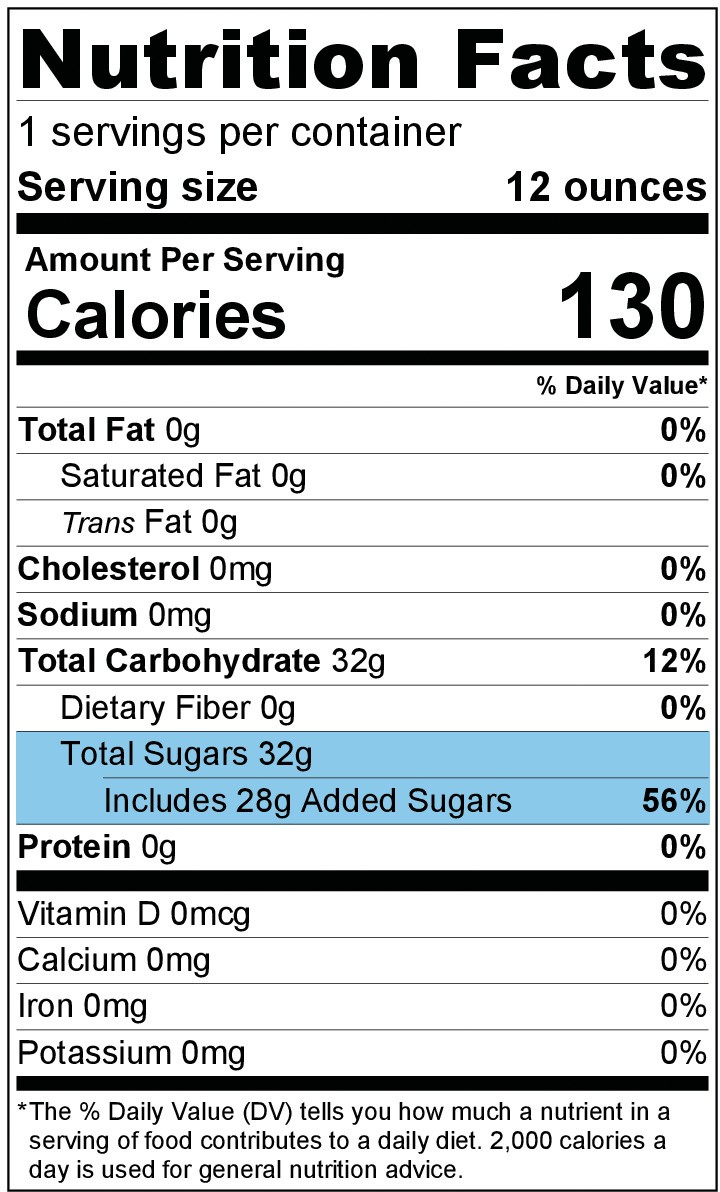 Nutrition Facts
1 servings per container
Serving size 12 ounces
Amount Per Serving
Calories 130
% Daily Value*
Total Fat 0g 0%
Saturated Fat 0g 0%
Trans Fat 0g
Cholesterol 0mg 0%
Sodium 0mg 0%
Total Carbohydrate 32g 12%
Dietary Fiber 0g 0%
Total Sugars 32g
Includes 28g Added Sugars 56%
Protein 0g 0%
Vitamin D 0mcg 0%
Calcium 0mg 0%
Iron 0mg 0%
Potassium 0mg 0%
*The % Daily Value (DV) tells you how much a nutrient in a
serving of food contributes to a daily diet. 2,000 calories a
day is used for general nutrition advice.